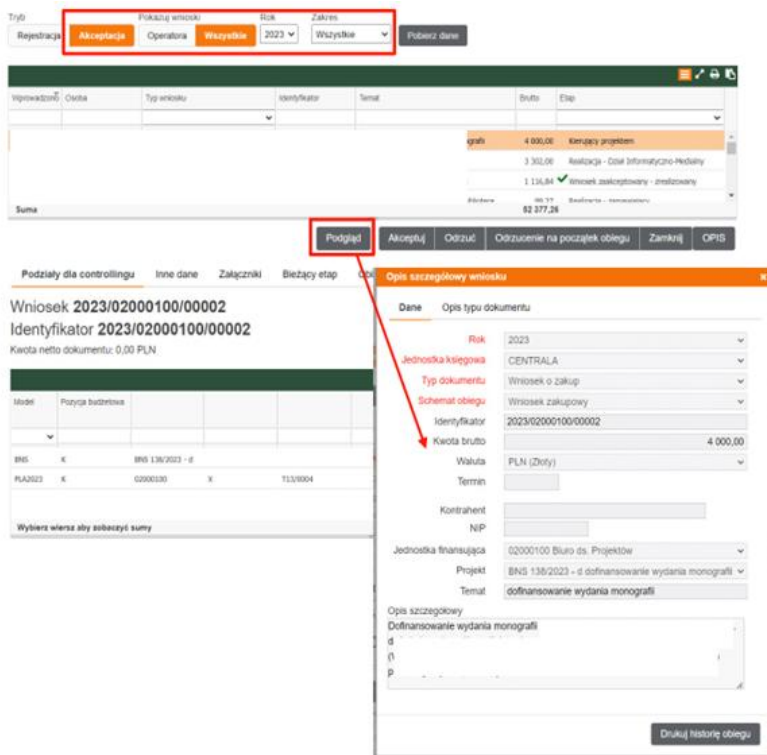 Tryb Pokazuj wnioski Rok Zakres
Rejestracja Akceptacja Operatora Wszystkie 2023 Wszystkie Pobierz dane
Wprowadzono Osoba Typ wniosku Identyfikator Temat Brutto Etap
4 000,00 Kierujący projektem
3 302,00 Realizacja - Dział Informatyczno-Medialny
1 116,84 Wniosek zaakceptowany - zrealizowany
99,27 Realizacja - zamawiający
Suma 62 377,26
Podgląd Akceptuj Odrzuć Odrzucenie na początek obiegu Zamknij OPIS
Podziały dla controllingu Inne dane Załączniki Bieżący etap
Wniosek 2023/02000100/00002
Identyfikator 2023/02000100/00002
Kwota netto dokumentu: 0,00 PLN
Model Pozycja budżetowa
BNS K BNS 138/2023 - d
PLA2023 K 02000100 X T13/0004
Wybierz wiersz aby zobaczyć sumy
Opis szczegółowy wniosku
Dane Opis typu dokumentu
Rok 2023
Jednostka księgowa CENTRALA
Typ dokumentu Wniosek o zakup
Schemat obiegu Wniosek zakupowy
Identyfikator 2023/02000100/00002
Kwota brutto 4 000,00
Waluta PLN (Złoty)
Termin
Kontrahent
NIP
Jednostka finansująca 02000100 Biuro ds. Projektów
Projekt BNS 138/2023 - d dofinansowanie wydania monografii
Temat dofinansowanie wydania monografii
Opis szczegółowy
Dofinansowanie wydania monografii
Drukuj historię obiegu